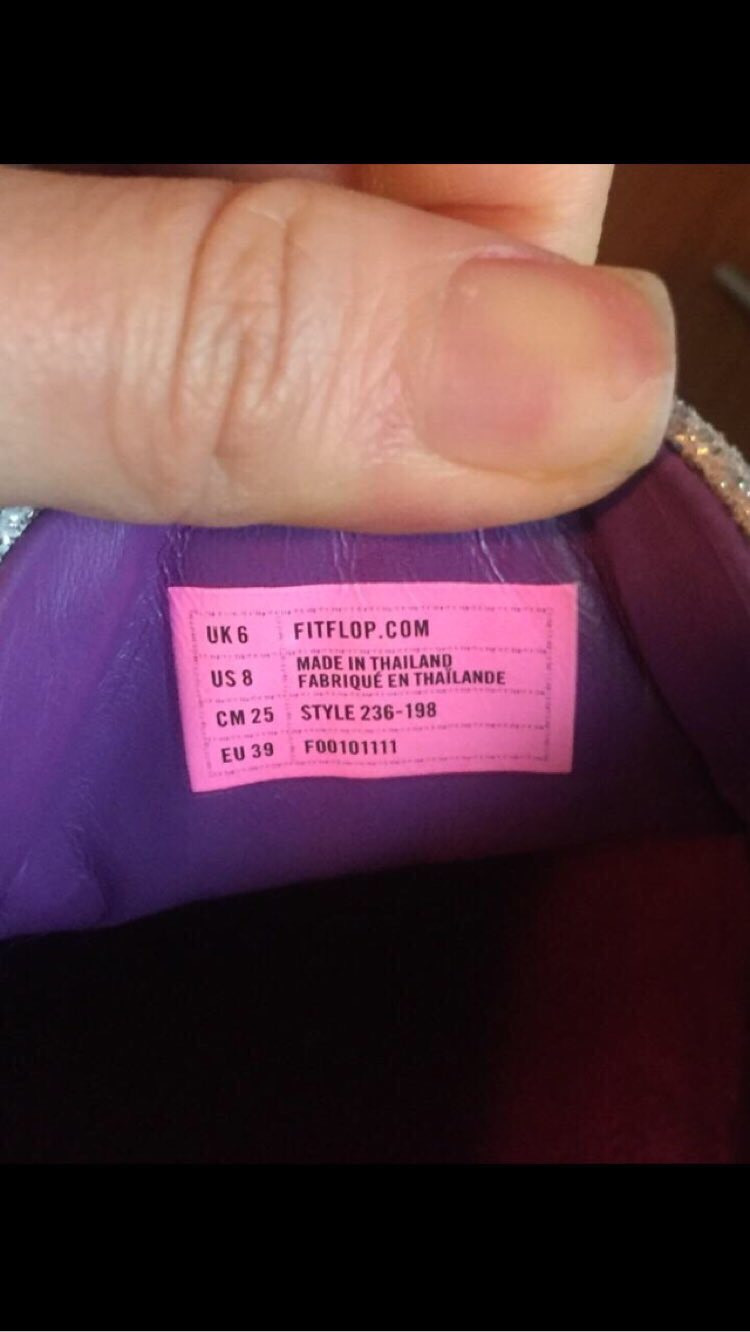 UK 6 FITFLOP.COM
US 8 MADE IN THAILAND
FABRIQUÉ EN THAÏLANDE
CM 25 STYLE 236-198
EU 39 F00101111